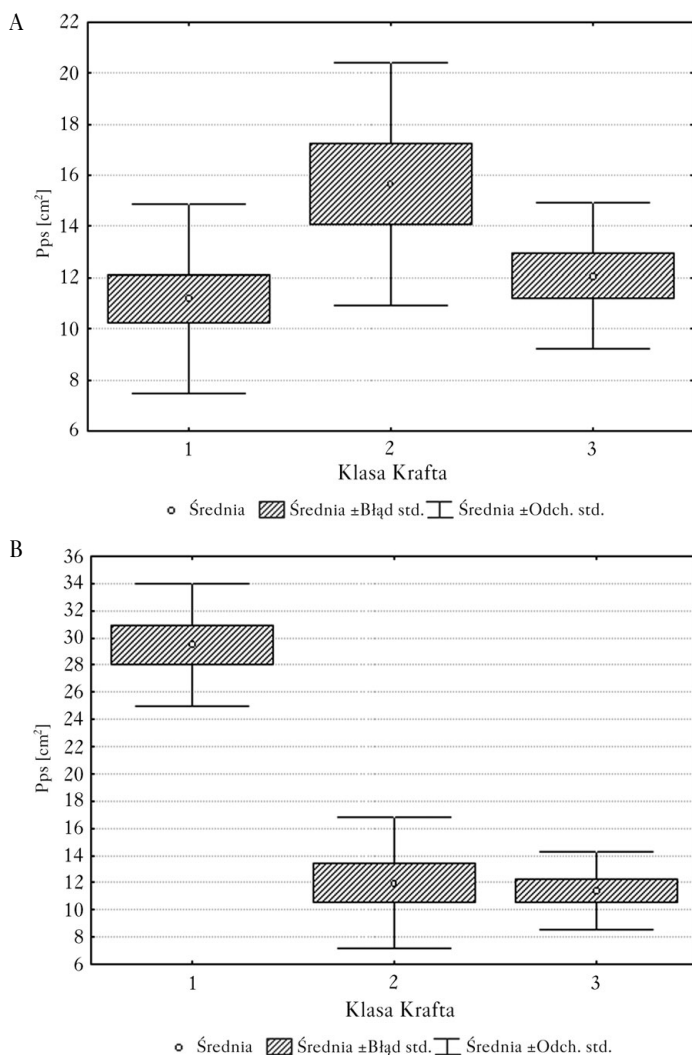 A
22
20
18
16
14
12
10
8
6
Pps [cm²]
1 2 3
Klasa Krafta
Średnia Średnia ±Błąd std. Średnia ±Odch. std.
B
36
34
32
30
28
26
24
22
20
18
16
14
12
10
8
6
Pps [cm²]
1 2 3
Klasa Krafta
Średnia Średnia ±Błąd std. Średnia ±Odch. std.